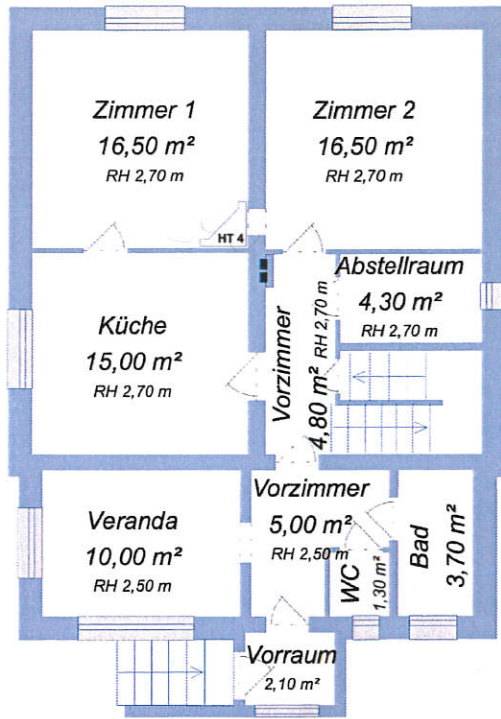 Zimmer 1
16,50 m²
RH 2,70 m
Zimmer 2
16,50 m²
RH 2,70 m
HT 4
Küche
15,00 m²
RH 2,70 m
Vorzimmer
4,80 m²
RH 2,70 m
Abstellraum
4,30 m²
RH 2,70 m
Veranda
10,00 m²
RH 2,50 m
Vorzimmer
5,00 m²
RH 2,50 m
WC
1,30 m²
Bad
3,70 m²
Vorraum
2,10 m²